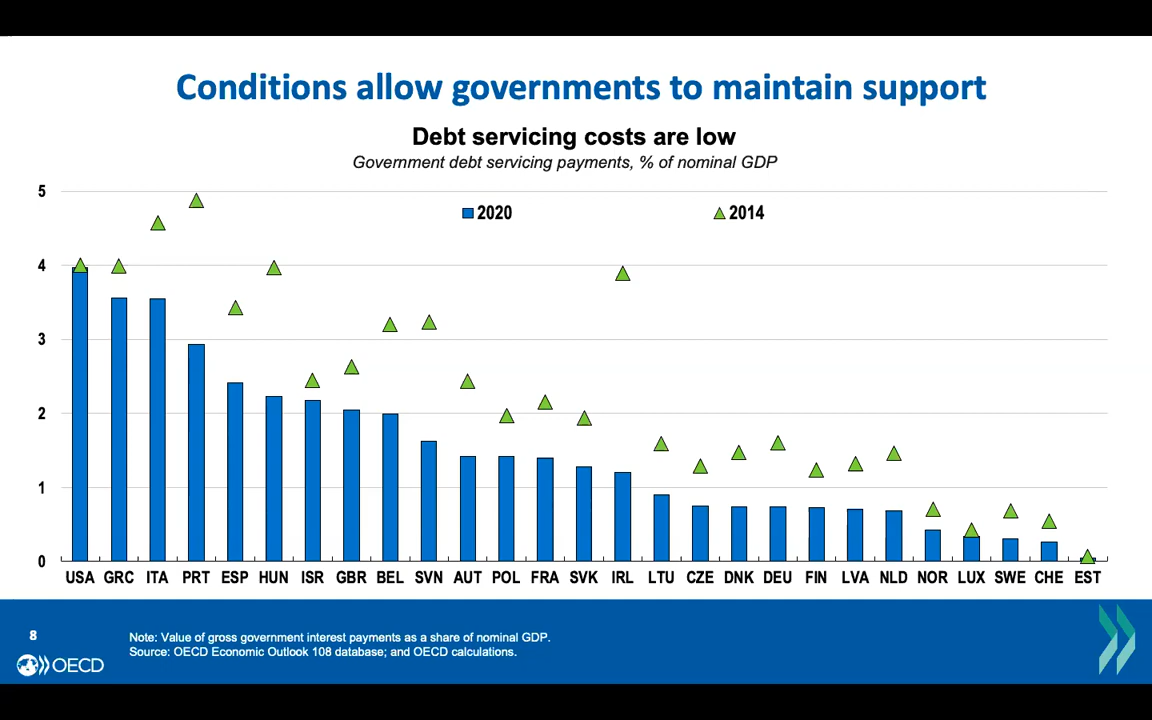 Conditions allow governments to maintain support
Debt servicing costs are low
Government debt servicing payments, % of nominal GDP
5
2020
2014
4
3
2
1
0
USA GRC ITA PRT ESP HUN ISR GBR BEL SVN AUT POL FRA SVK IRL LTU CZE DNK DEU FIN LVA NLD NOR LUX SWE CHE EST
8
Note: Value of gross government interest payments as a share of nominal GDP.
Source: OECD Economic Outlook 108 database; and OECD calculations.
OECD